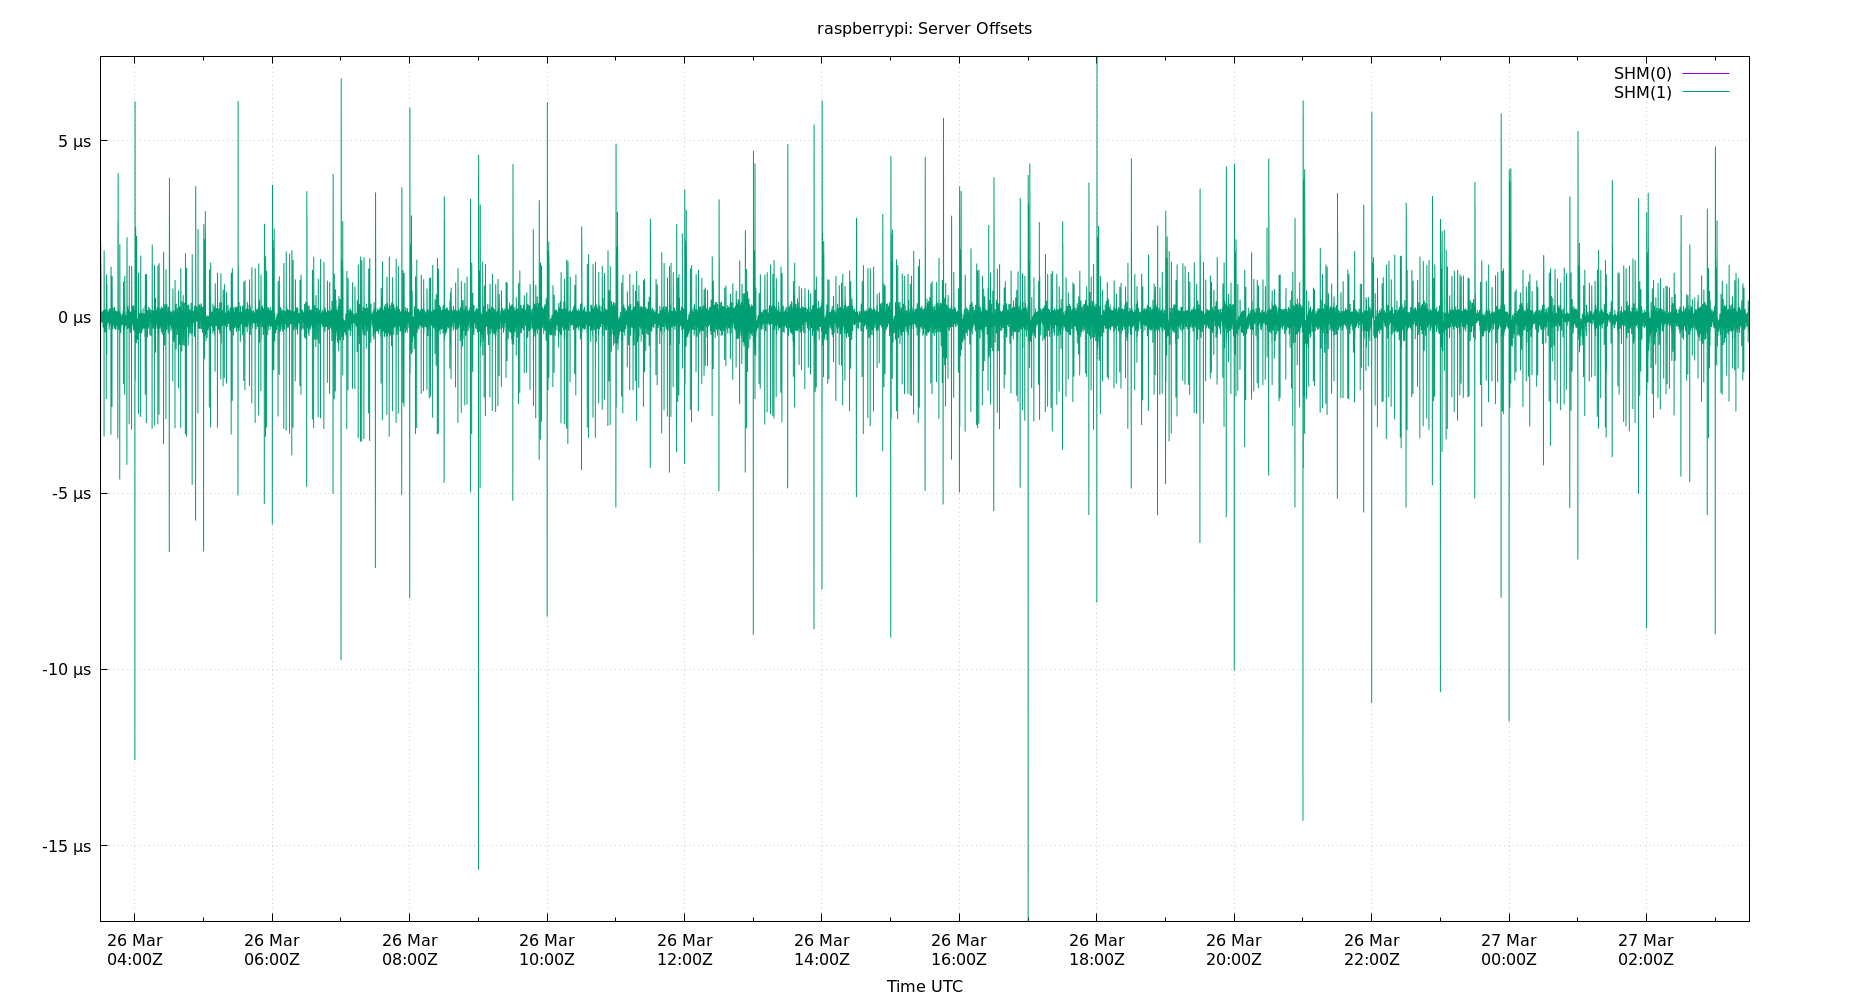 raspberrypi: Server Offsets
SHM(0)
SHM(1)
5 µs
0 µs
-5 µs
-10 µs
-15 µs
26 Mar 26 Mar 26 Mar 26 Mar 26 Mar 26 Mar 26 Mar 26 Mar 26 Mar 26 Mar 27 Mar 27 Mar
04:00Z 06:00Z 08:00Z 10:00Z 12:00Z 14:00Z 16:00Z 18:00Z 20:00Z 22:00Z 00:00Z 02:00Z
Time UTC